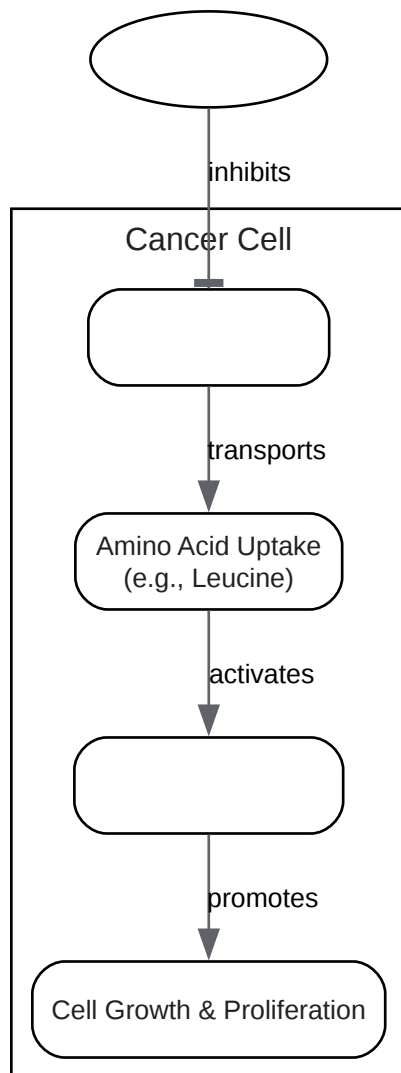 inhibits
Cancer Cell
transports
Amino Acid Uptake
(e.g., Leucine)
activates
promotes
Cell Growth & Proliferation